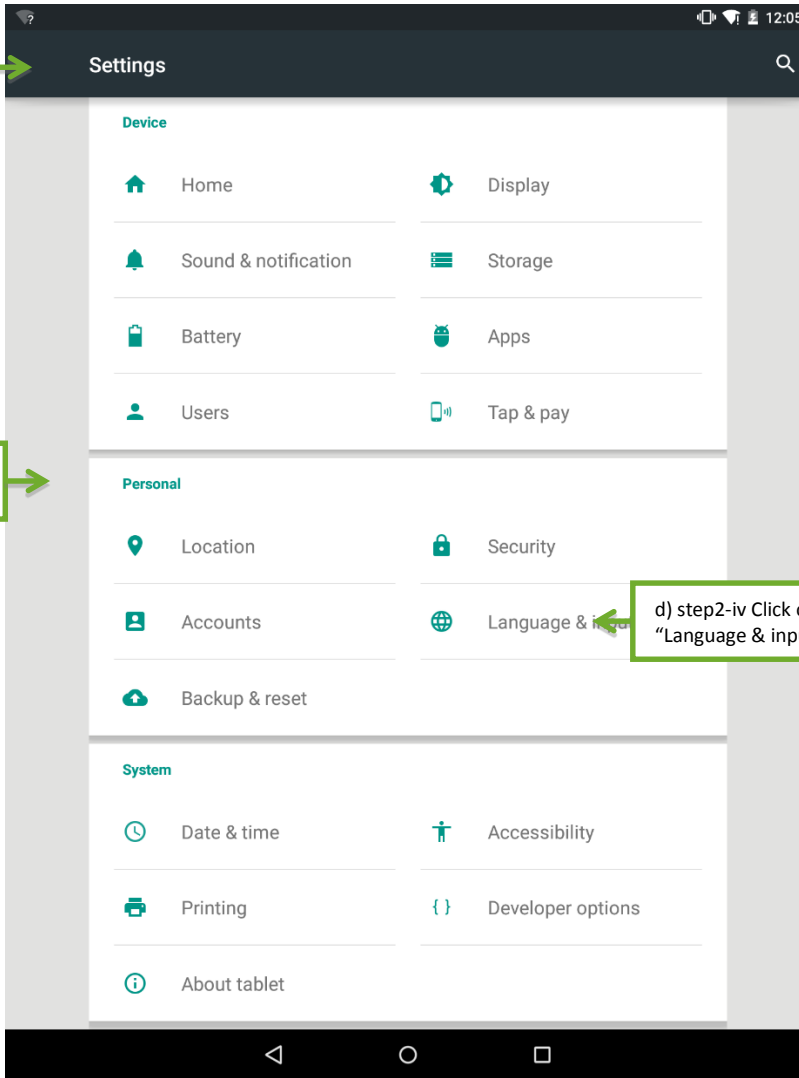 12:05
Settings
Device
Home
Display
Sound & notification
Storage
Battery
Apps
Users
Tap & pay
Personal
Location
Security
Accounts
Language &
d) step2-iv Click
"Language & inp
Backup & reset
System
Date & time
Accessibility
Printing
{ } Developer options
About tablet